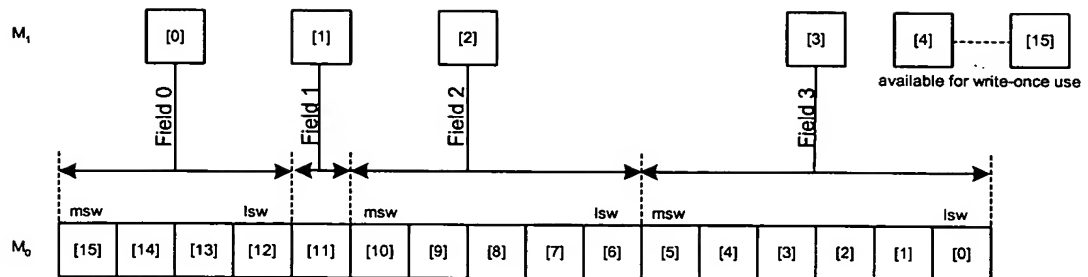 M₁ [0] [1] [2] [3] [4] [15]
available for write-once use
Field 0 Field 1 Field 2 Field 3
msw lsw msw lsw msw lsw
M₀ [15] [14] [13] [12] [11] [10] [9] [8] [7] [6] [5] [4] [3] [2] [1] [0]